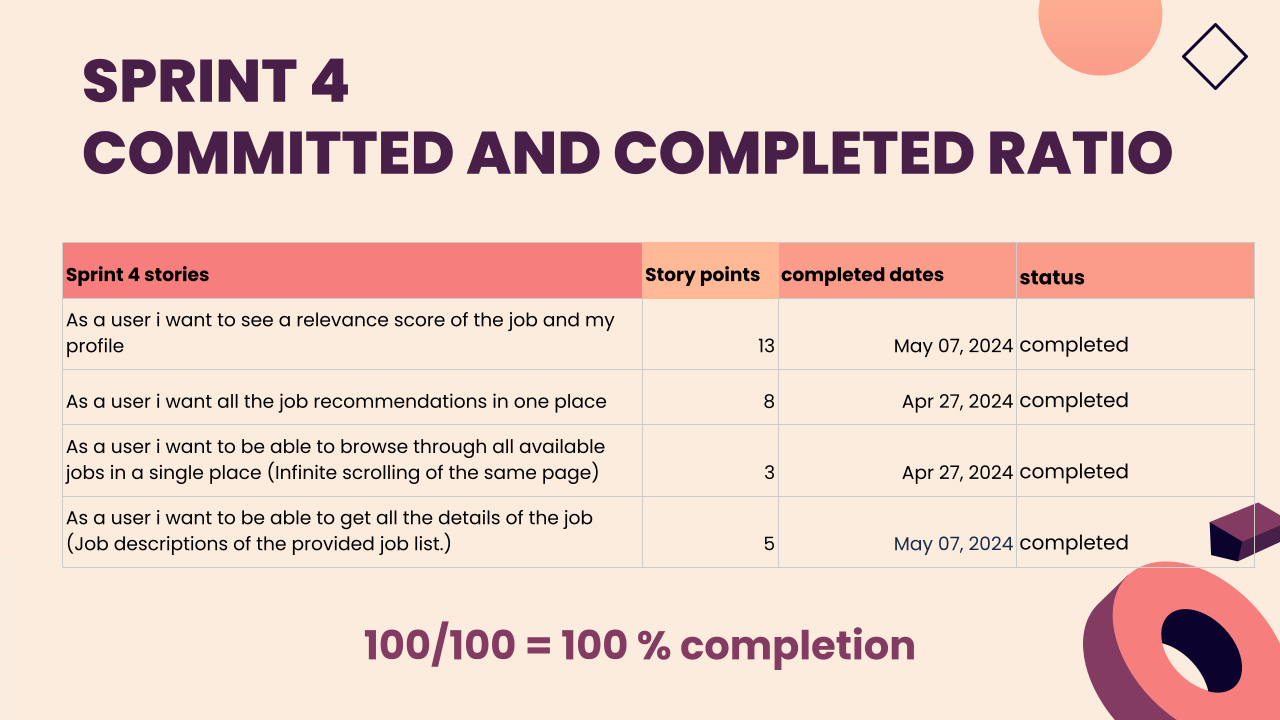 SPRINT 4
COMMITTED AND COMPLETED RATIO
Sprint 4 stories Story points completed dates status
As a user i want to see a relevance score of the job and my
profile 13 May 07, 2024 completed
As a user i want all the job recommendations in one place 8 Apr 27, 2024 completed
As a user i want to be able to browse through all available
jobs in a single place (Infinite scrolling of the same page) 3 Apr 27, 2024 completed
As a user i want to be able to get all the details of the job
(Job descriptions of the provided job list.) 5 May 07, 2024 completed
100/100 = 100 % completion